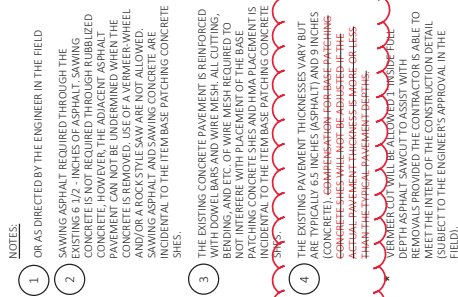 NOTES:
1 OR AS DIRECTED BY THE ENGINEER IN THE FIELD
2 SAWING ASPHALT REQUIRED THROUGH THE
EXISTING 6 1/2 - INCHES OF ASPHALT. SAWING
CONCRETE IS NOT REQUIRED THROUGH RUBBLIZED
CONCRETE, HOWEVER, THE ADJACENT ASPHALT
PAVEMENT CAN NOT BE UNDERMINED WHEN THE
CONCRETE IS REMOVED. USE OF A VERMEER-WHEEL
AND/OR A ROCK STYLE SAW ARE NOT ALLOWED.
SAWING ASPHALT AND SAWING CONCRETE ARE
INCIDENTAL TO THE ITEM BASE PATCHING CONCRETE
SHES.
3 THE EXISTING CONCRETE PAVEMENT IS REINFORCED
WITH DOWEL BARS AND WIRE MESH. ALL CUTTING,
BENDING, AND ETC. OF WIRE MESH REQUIRED TO
NOT INTERFERE WITH PLACEMENT OF THE BASE
PATCHING CONCRETE SHES AND HMA PLACEMENT IS
INCIDENTAL TO THE ITEM BASE PATCHING CONCRETE
SHES.
4 THE EXISTING PAVEMENT THICKNESSES VARY BUT
ARE TYPICALLY 6.5 INCHES (ASPHALT) AND 9 INCHES
(CONCRETE). COMPENSATION FOR BASE PATCHING
CONCRETE SHES WILL NOT BE ADJUSTED IF THE
ACTUAL PAVEMENT THICKNESS IS MORE OR LESS
THAN THE TYPICAL PAVEMENT DEPTHS.
* VERMEER CUT WILL BE ALLOWED 1' INSIDE FULL
DEPTH ASPHALT SAWCUT TO ASSIST WITH
REMOVALS PROVIDED THE CONTRACTOR IS ABLE TO
MEET THE INTENT OF THE CONSTRUCTION DETAIL
(SUBJECT TO THE ENGINEER'S APPROVAL IN THE
FIELD).